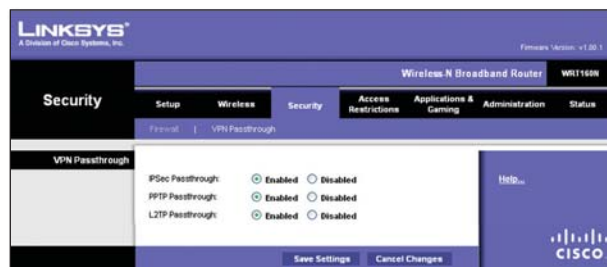 LINKSYS®
A Division of Cisco Systems, Inc.
Firmware Version: v1.00.1
Wireless-N Broadband Router WRT160N
Security
Setup Wireless Security Access Restrictions Applications & Gaming Administration Status
Firewall | VPN Passthrough
VPN Passthrough
IPSec Passthrough: Enabled Disabled
PPTP Passthrough: Enabled Disabled
L2TP Passthrough: Enabled Disabled
Help...
Save Settings Cancel Changes
CISCO